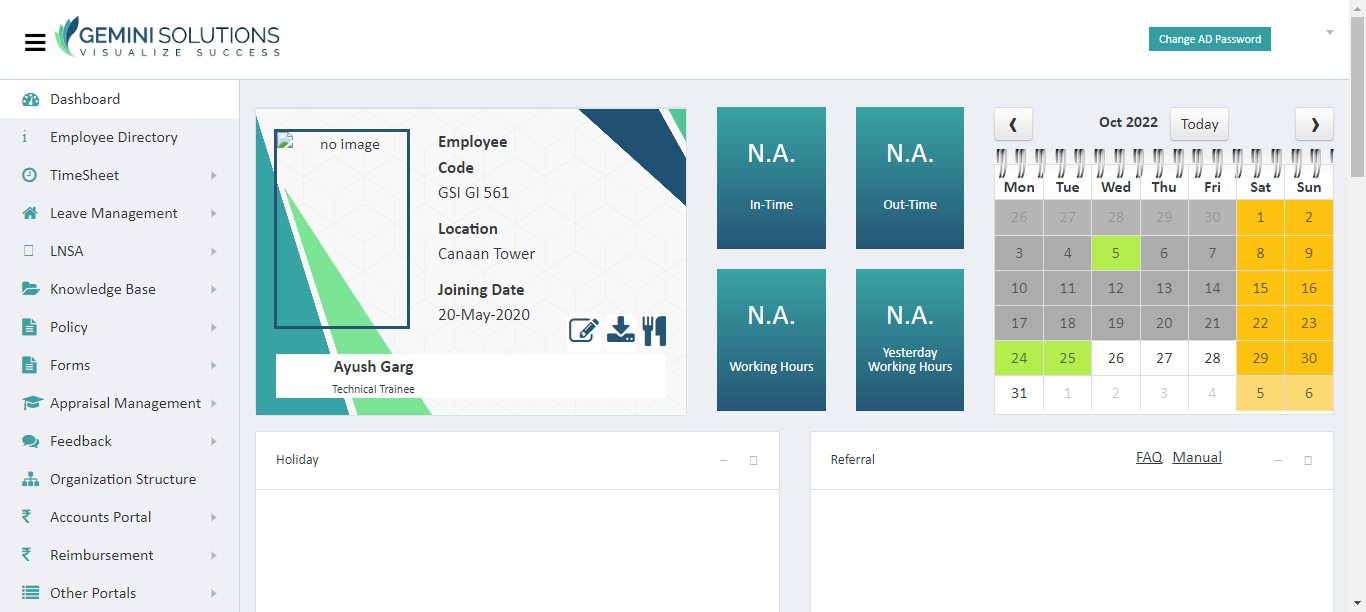 GEMINI SOLUTIONS
VISUALIZE SUCCESS
Change AD Password
Dashboard
Employee Directory
TimeSheet
Leave Management
LNSA
Knowledge Base
Policy
Forms
Appraisal Management
Feedback
Organization Structure
Accounts Portal
Reimbursement
Other Portals
no image
Employee
Code
GSI GI 561
Location
Canaan Tower
Joining Date
20-May-2020
Ayush Garg
Technical Trainee
N.A.
In-Time
N.A.
Out-Time
N.A.
Working Hours
N.A.
Yesterday
Working Hours
Oct 2022 Today
Mon Tue Wed Thu Fri Sat Sun
26 27 28 29 30 1 2
3 4 5 6 7 8 9
10 11 12 13 14 15 16
17 18 19 20 21 22 23
24 25 26 27 28 29 30
31 1 2 3 4 5 6
Holiday
Referral FAQ Manual